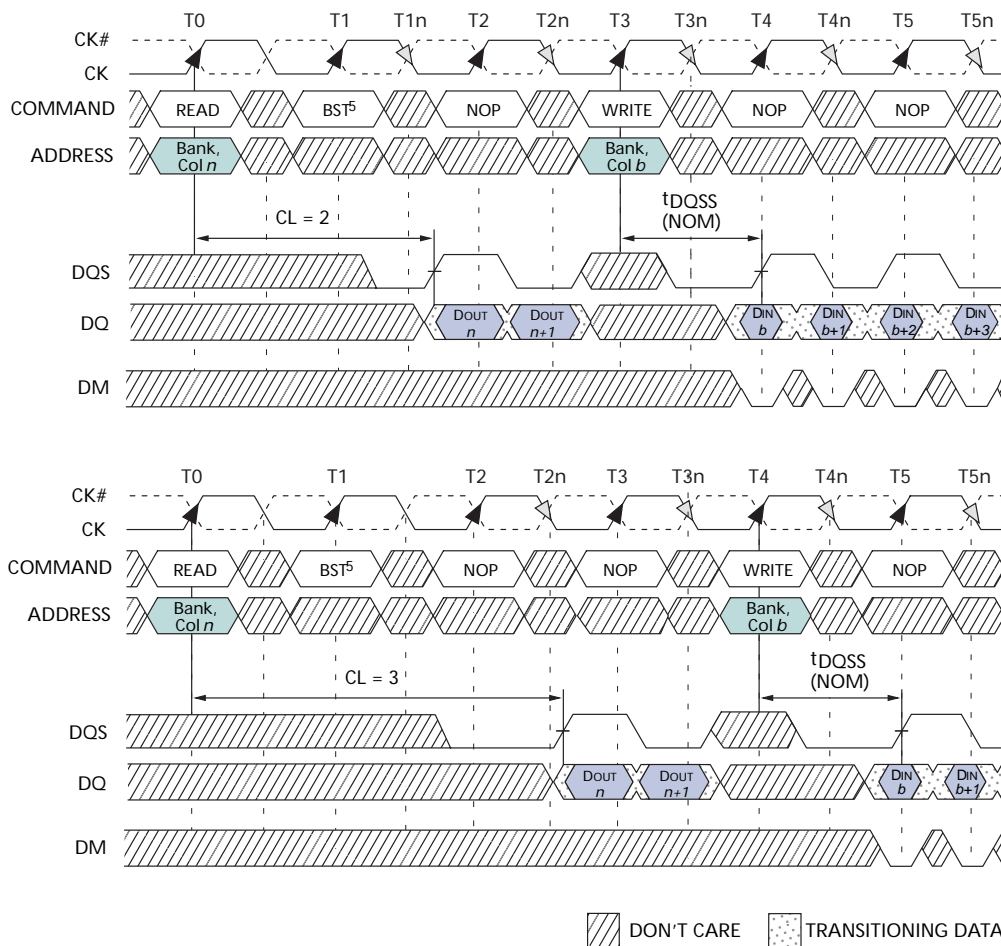 T0 T1 T1n T2 T2n T3 T3n T4 T4n T5 T5n
CK#
CK
COMMAND READ BST5 NOP WRITE NOP NOP
ADDRESS Bank, Col n Bank, Col b
CL = 2 tDQSS (NOM)
DQS
DQ DOUT n DOUT n+1 DIN b DIN b+1 DIN b+2 DIN b+3
DM
T0 T1 T2 T2n T3 T3n T4 T4n T5 T5n
CK#
CK
COMMAND READ BST5 NOP NOP WRITE NOP
ADDRESS Bank, Col n Bank, Col b
CL = 3 tDQSS (NOM)
DQS
DQ DOUT n DOUT n+1 DIN b DIN b+1
DM
DON'T CARE TRANSITIONING DATA